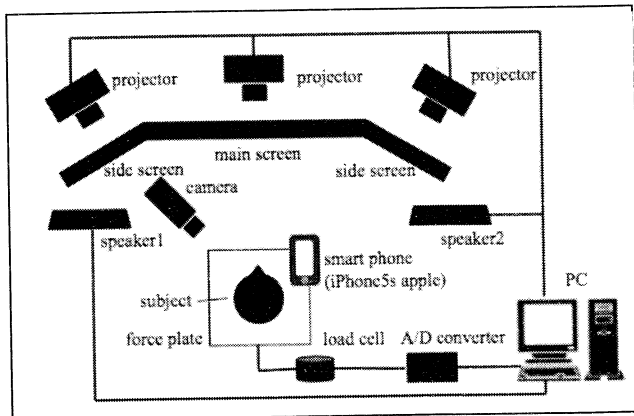 projector
projector
projector
main screen
side screen
side screen
camera
speaker1
speaker2
smart phone
(iPhone5s apple)
PC
subject
force plate
load cell
A/D converter